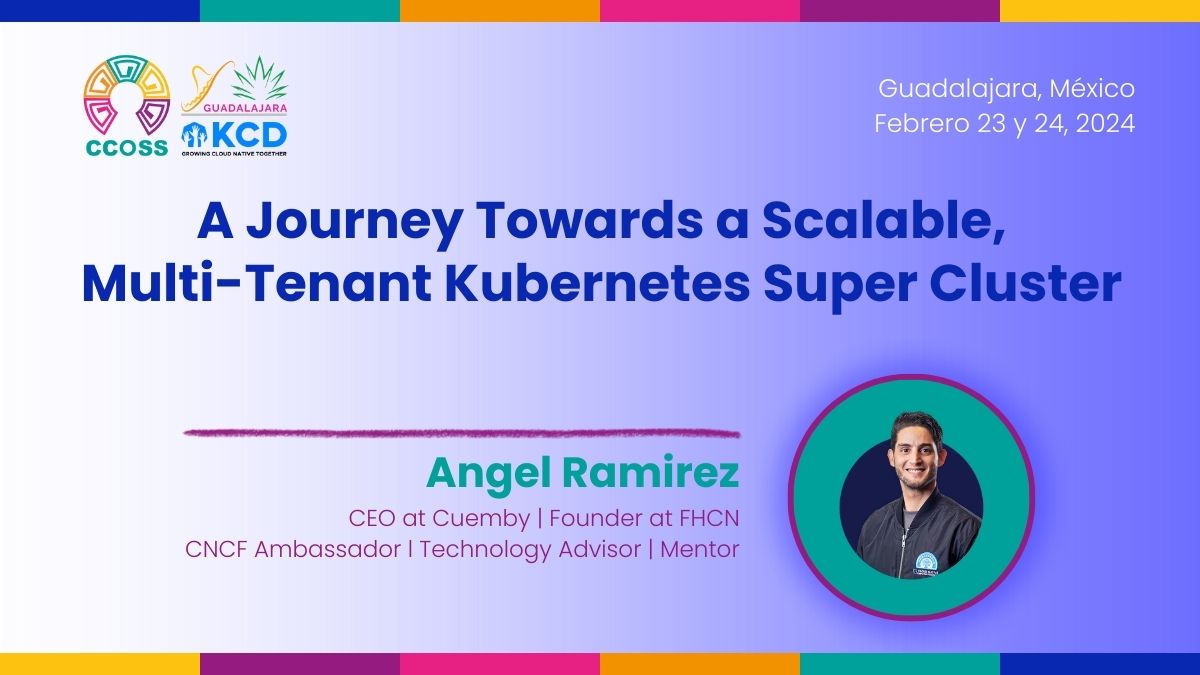 CCOSS
GUADALAJARA
KCD
GROWING CLOUD NATIVE TOGETHER
Guadalajara, México
Febrero 23 y 24, 2024
A Journey Towards a Scalable,
Multi-Tenant Kubernetes Super Cluster
Angel Ramirez
CEO at Cuemby | Founder at FHCN
CNCF Ambassador l Technology Advisor | Mentor